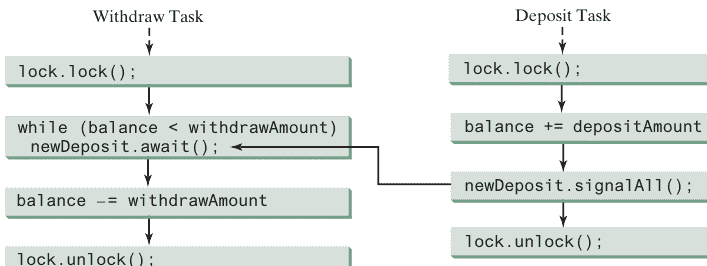 Withdraw Task
lock.lock();
while (balance < withdrawAmount)
newDeposit.await();
balance –= withdrawAmount
lock.unlock();
Deposit Task
lock.lock();
balance += depositAmount
newDeposit.signalAll();
lock.unlock();